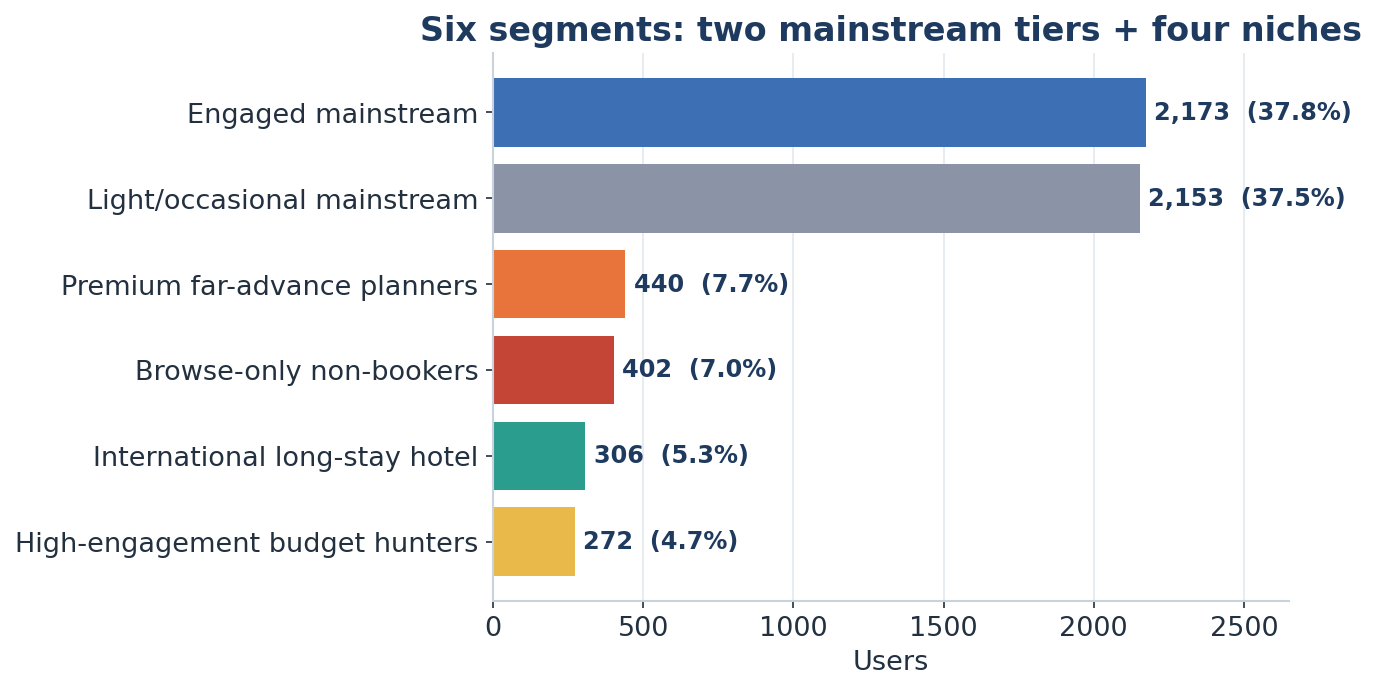 Six segments: two mainstream tiers + four niches
Engaged mainstream 2,173 (37.8%)
Light/occasional mainstream 2,153 (37.5%)
Premium far-advance planners 440 (7.7%)
Browse-only non-bookers 402 (7.0%)
International long-stay hotel 306 (5.3%)
High-engagement budget hunters 272 (4.7%)
0 500 1000 1500 2000 2500
Users